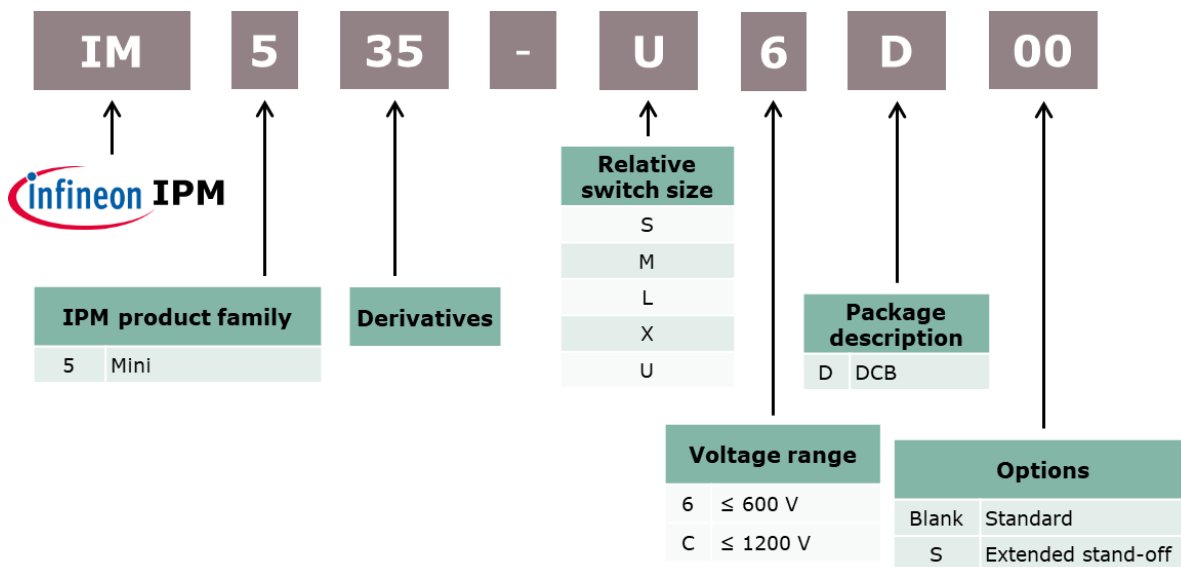 IM 5 35 - U 6 D 00
infineon IPM
Relative
switch size
S
M
L
X
U
IPM product family
5 Mini
Derivatives
Package
description
D DCB
Voltage range
6 ≤ 600 V
C ≤ 1200 V
Options
Blank Standard
S Extended stand-off